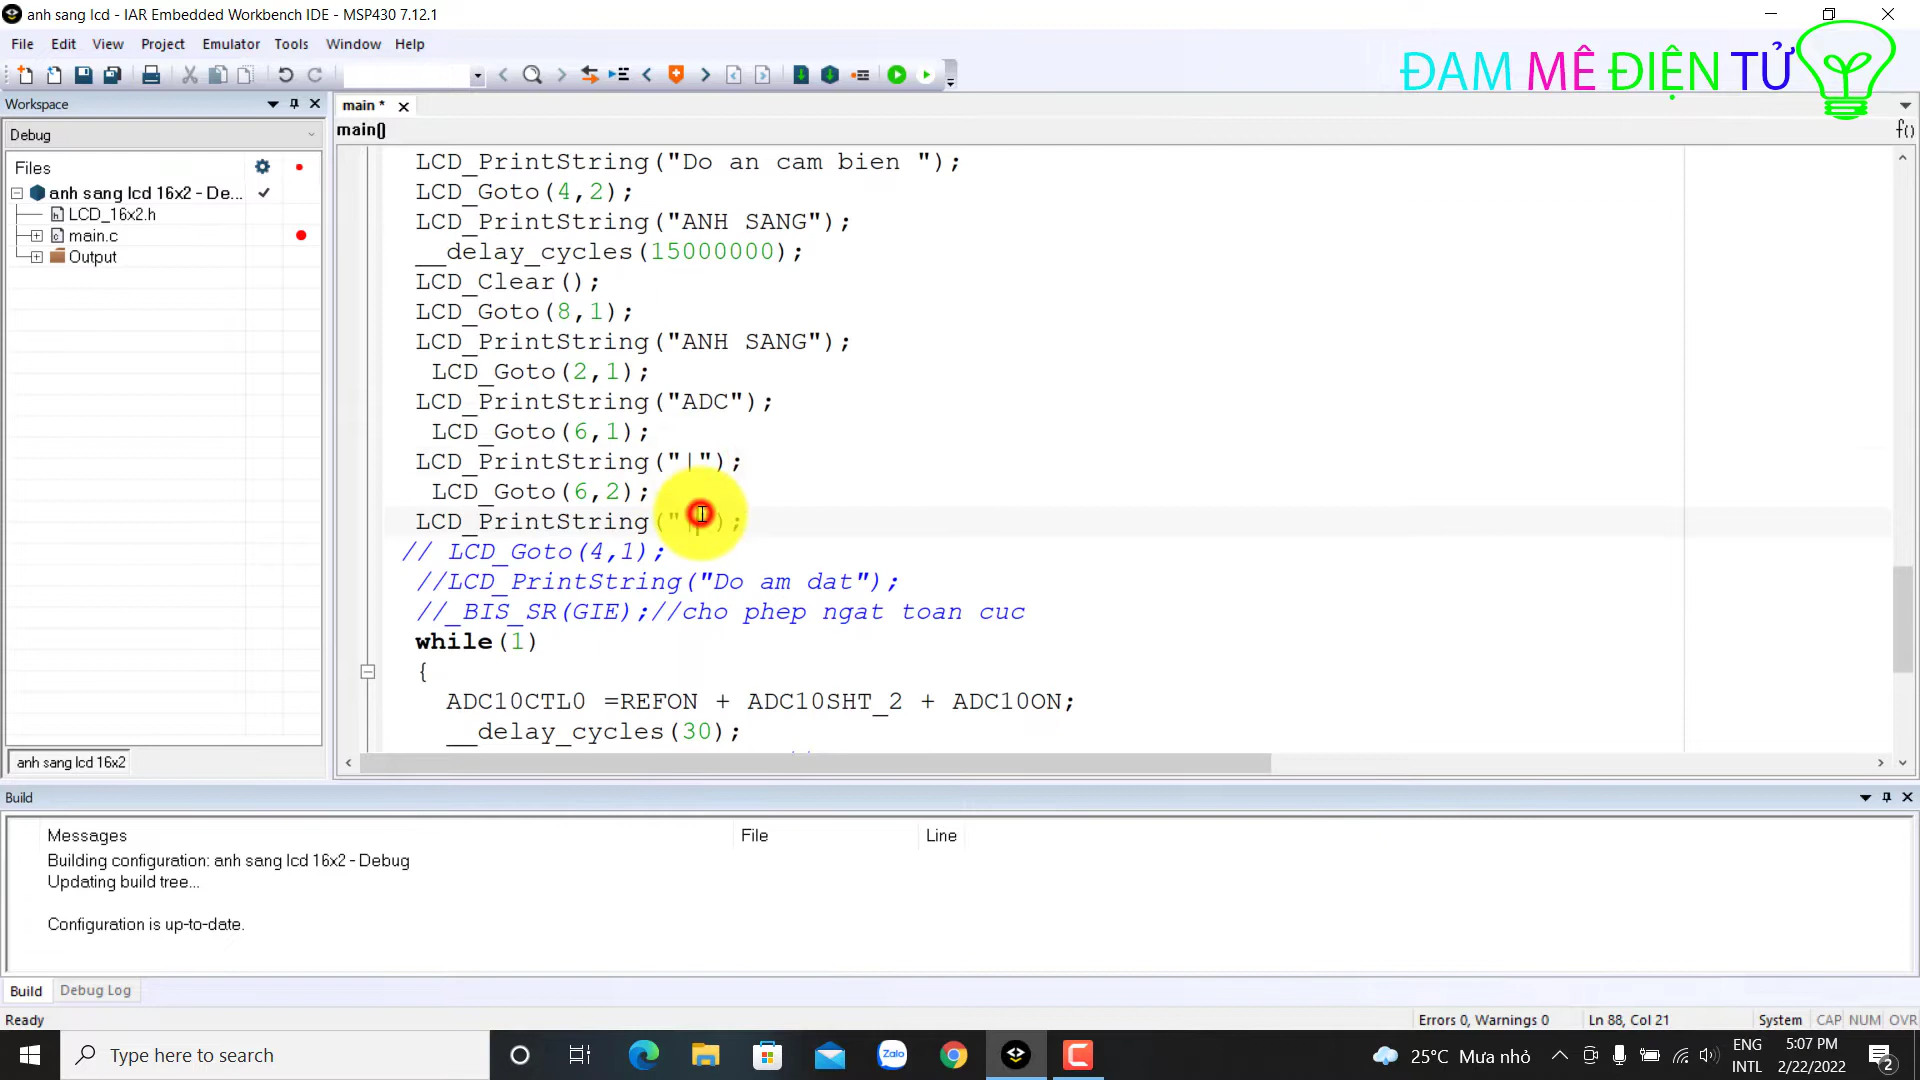 anh sang lcd - IAR Embedded Workbench IDE - MSP430 7.12.1
File Edit View Project Emulator Tools Window Help
ĐAM MÊ ĐIỆN TỬ
Workspace
main *
Debug
main()
f()
Files
anh sang lcd 16x2 - De...
LCD_16x2.h
main.c
Output
LCD_PrintString("Do an cam bien ");
LCD_Goto(4,2);
LCD_PrintString("ANH SANG");
__delay_cycles(15000000);
LCD_Clear();
LCD_Goto(8,1);
LCD_PrintString("ANH SANG");
LCD_Goto(2,1);
LCD_PrintString("ADC");
LCD_Goto(6,1);
LCD_PrintString("|");
LCD_Goto(6,2);
LCD_PrintString("|");
// LCD_Goto(4,1);
//LCD_PrintString("Do am dat");
//_BIS_SR(GIE);//cho phep ngat toan cuc
while(1)
{
ADC10CTL0 =REFON + ADC10SHT_2 + ADC10ON;
__delay_cycles(30);
anh sang lcd 16x2
Build
Messages File Line
Building configuration: anh sang lcd 16x2 - Debug
Updating build tree...
Configuration is up-to-date.
Build Debug Log
Ready Errors 0, Warnings 0 Ln 88, Col 21 System CAP NUM OVR
Type here to search
Zalo
25°C Mưa nhỏ
ENG
INTL
5:07 PM
2/22/2022
2